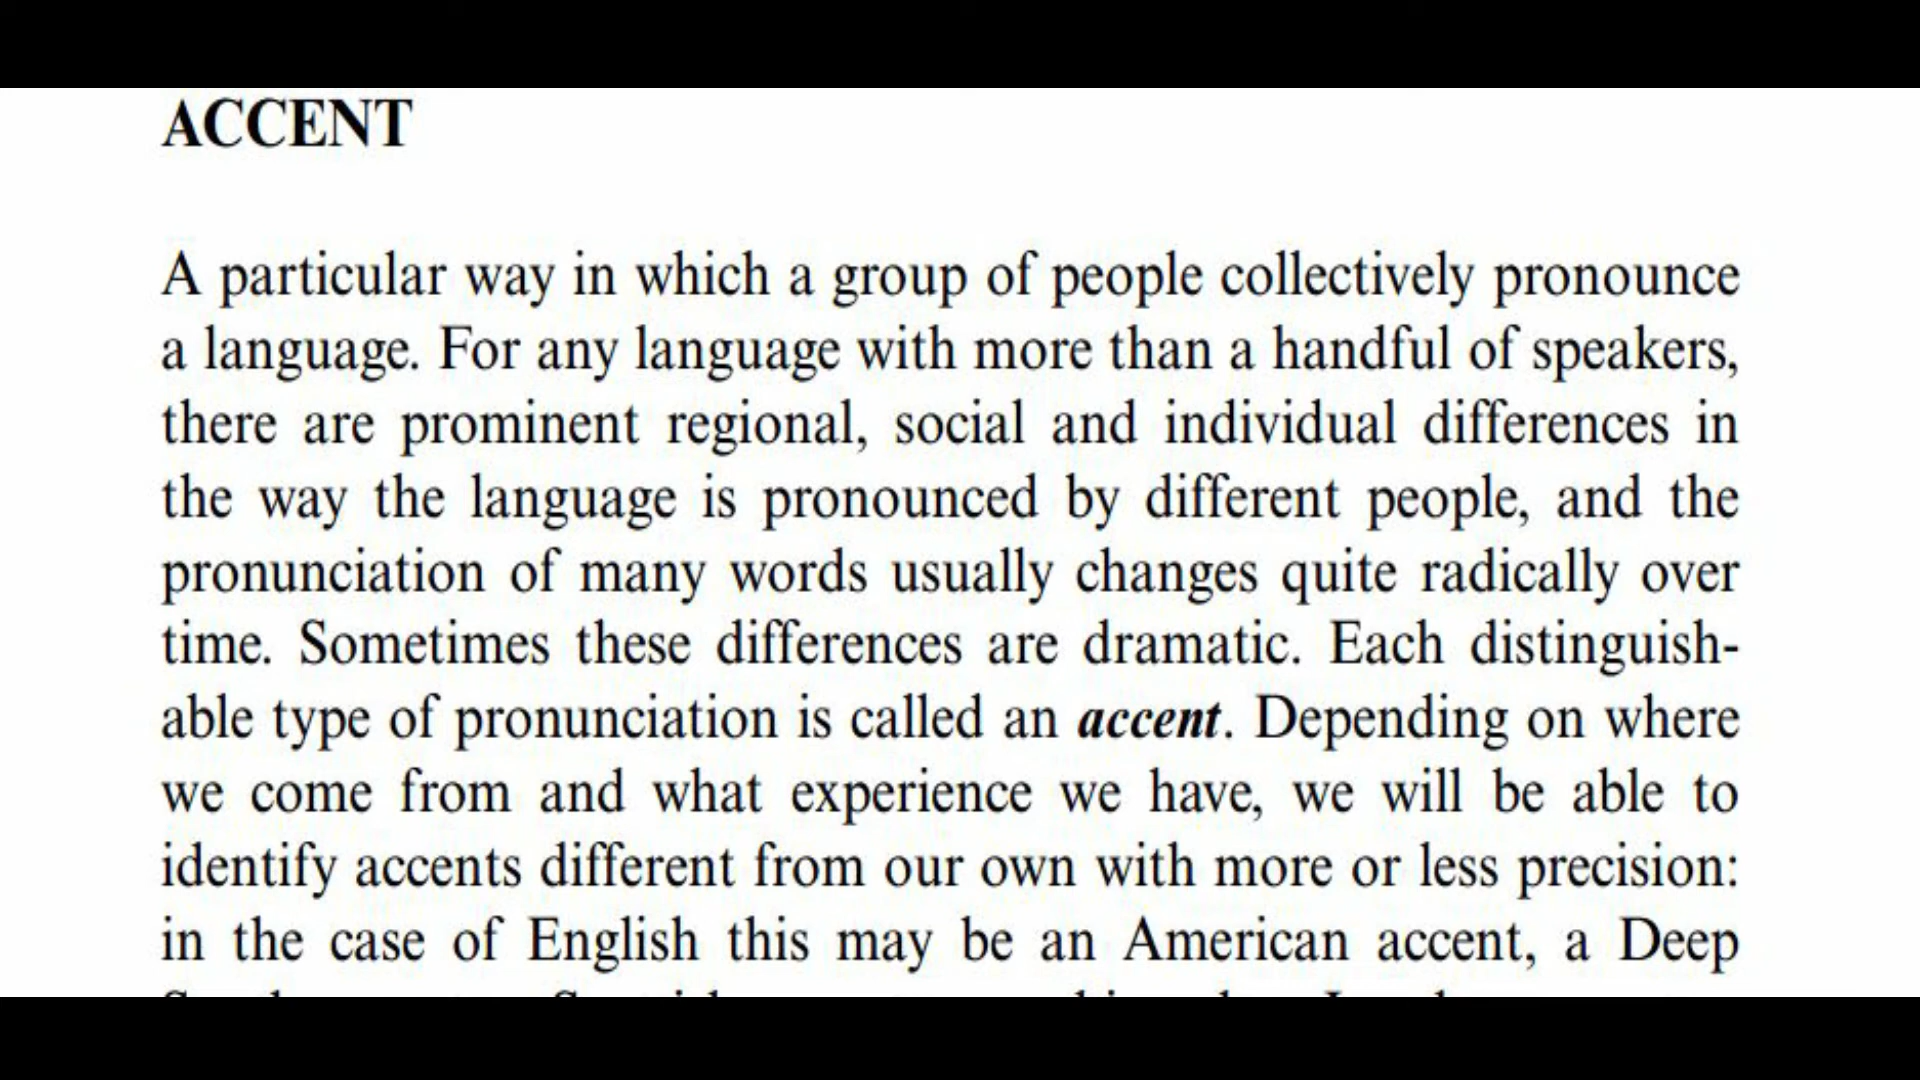 ACCENT
A particular way in which a group of people collectively pronounce
a language. For any language with more than a handful of speakers,
there are prominent regional, social and individual differences in
the way the language is pronounced by different people, and the
pronunciation of many words usually changes quite radically over
time. Sometimes these differences are dramatic. Each distinguish-
able type of pronunciation is called an accent. Depending on where
we come from and what experience we have, we will be able to
identify accents different from our own with more or less precision:
in the case of English this may be an American accent, a Deep